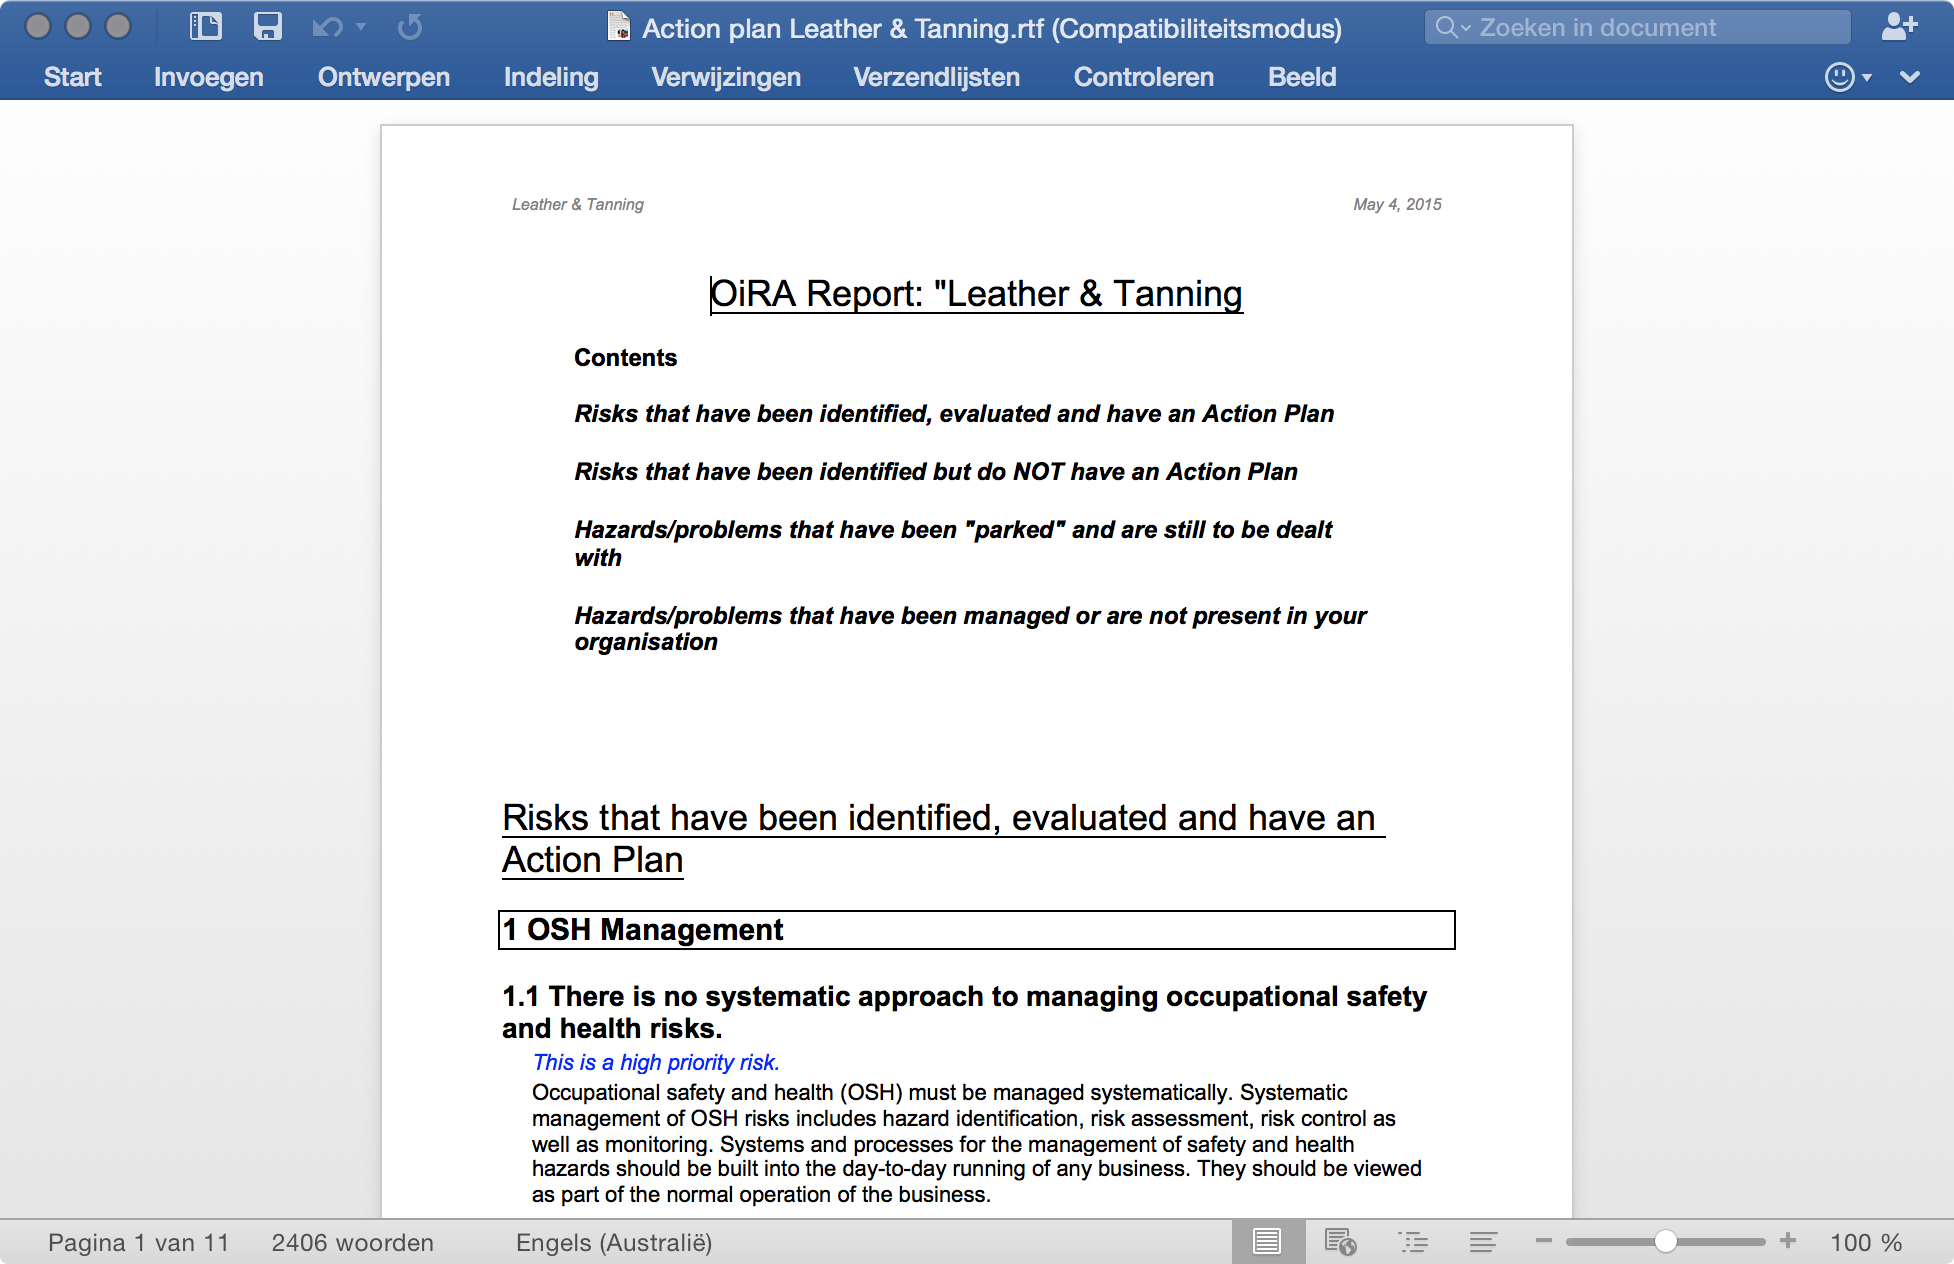 Action plan Leather & Tanning.rtf (Compatibiliteitsmodus)
Zoeken in document
Start Invoegen Ontwerpen Indeling Verwijzingen Verzendlijsten Controleren Beeld
Leather & Tanning May 4, 2015
OiRA Report: "Leather & Tanning
Contents
Risks that have been identified, evaluated and have an Action Plan
Risks that have been identified but do NOT have an Action Plan
Hazards/problems that have been "parked" and are still to be dealt
with
Hazards/problems that have been managed or are not present in your
organisation
Risks that have been identified, evaluated and have an
Action Plan
1 OSH Management
1.1 There is no systematic approach to managing occupational safety
and health risks.
This is a high priority risk.
Occupational safety and health (OSH) must be managed systematically. Systematic
management of OSH risks includes hazard identification, risk assessment, risk control as
well as monitoring. Systems and processes for the management of safety and health
hazards should be built into the day-to-day running of any business. They should be viewed
as part of the normal operation of the business.
Pagina 1 van 11 2406 woorden Engels (Australië) 100 %